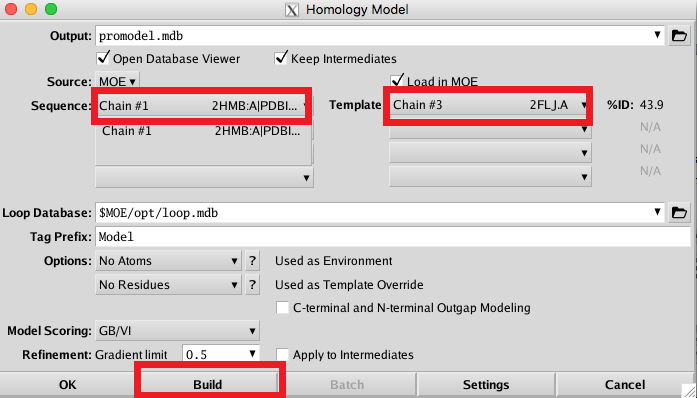 Homology Model
Output: promodel.mdb
Open Database Viewer Keep Intermediates
Source: MOE Load in MOE
Sequence: Chain #1 2HMB:A|PDBI... Template Chain #3 2FLJ.A %ID: 43.9
Chain #1 2HMB:A|PDBI... N/A
N/A
N/A
Loop Database: $MOE/opt/loop.mdb
Tag Prefix: Model
Options: No Atoms ? Used as Environment
No Residues ? Used as Template Override
C-terminal and N-terminal Outgap Modeling
Model Scoring: GB/VI
Refinement: Gradient limit 0.5 Apply to Intermediates
OK Build Batch Settings Cancel